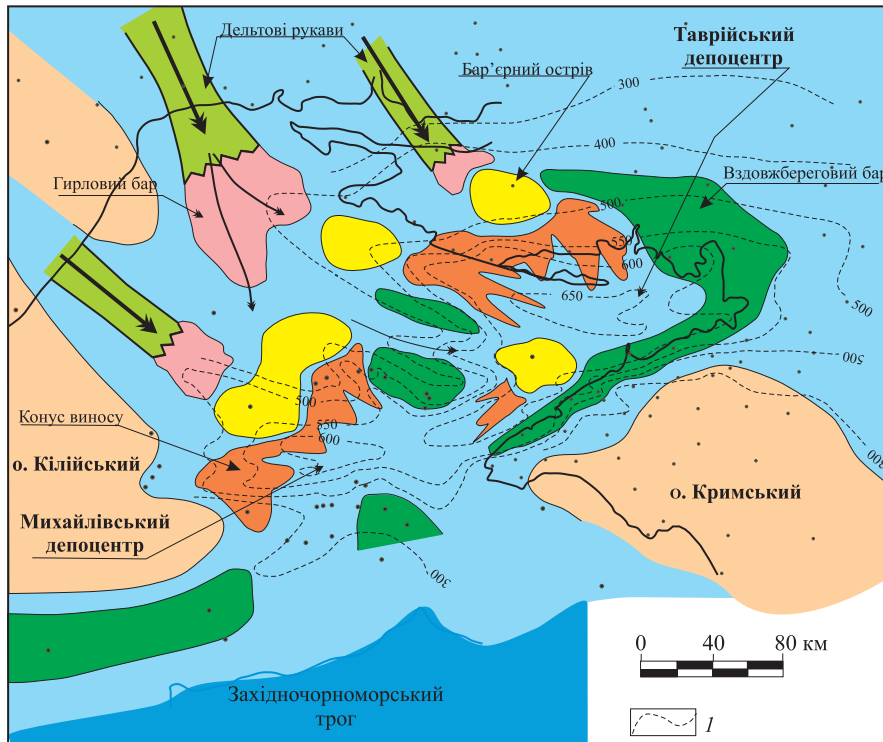 Дельтові рукави
Таврійський
депоцентр
Бар’єрний острів
300
400
Гирловий бар
Вздовжбереговий бар
500
550
600
650
500
500
500
550
600
Конус виносу
о. Кілійський
300
о. Кримський
Михайлівський
депоцентр
300
0 40 80 км
Західночорноморський
трог
1